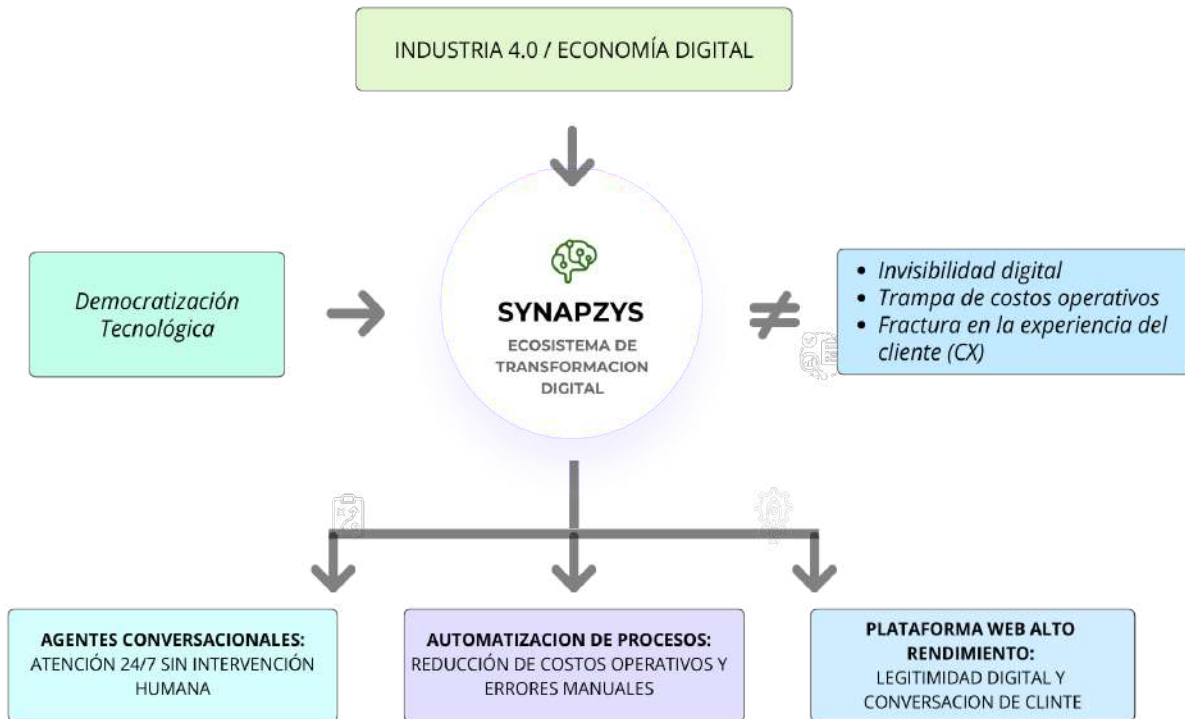 INDUSTRIA 4.0 / ECONOMÍA DIGITAL
Democratización
Tecnológica
SYNAPZYS
ECOSISTEMA DE
TRANSFORMACION
DIGITAL
≠
• Invisibilidad digital
• Trampa de costos operativos
• Fractura en la experiencia del
cliente (CX)
AGENTES CONVERSACIONALES:
ATENCIÓN 24/7 SIN INTERVENCIÓN
HUMANA
AUTOMATIZACION DE PROCESOS:
REDUCCIÓN DE COSTOS OPERATIVOS Y
ERRORES MANUALES
PLATAFORMA WEB ALTO
RENDIMIENTO:
LEGITIMIDAD DIGITAL Y
CONVERSACION DE CLINTE